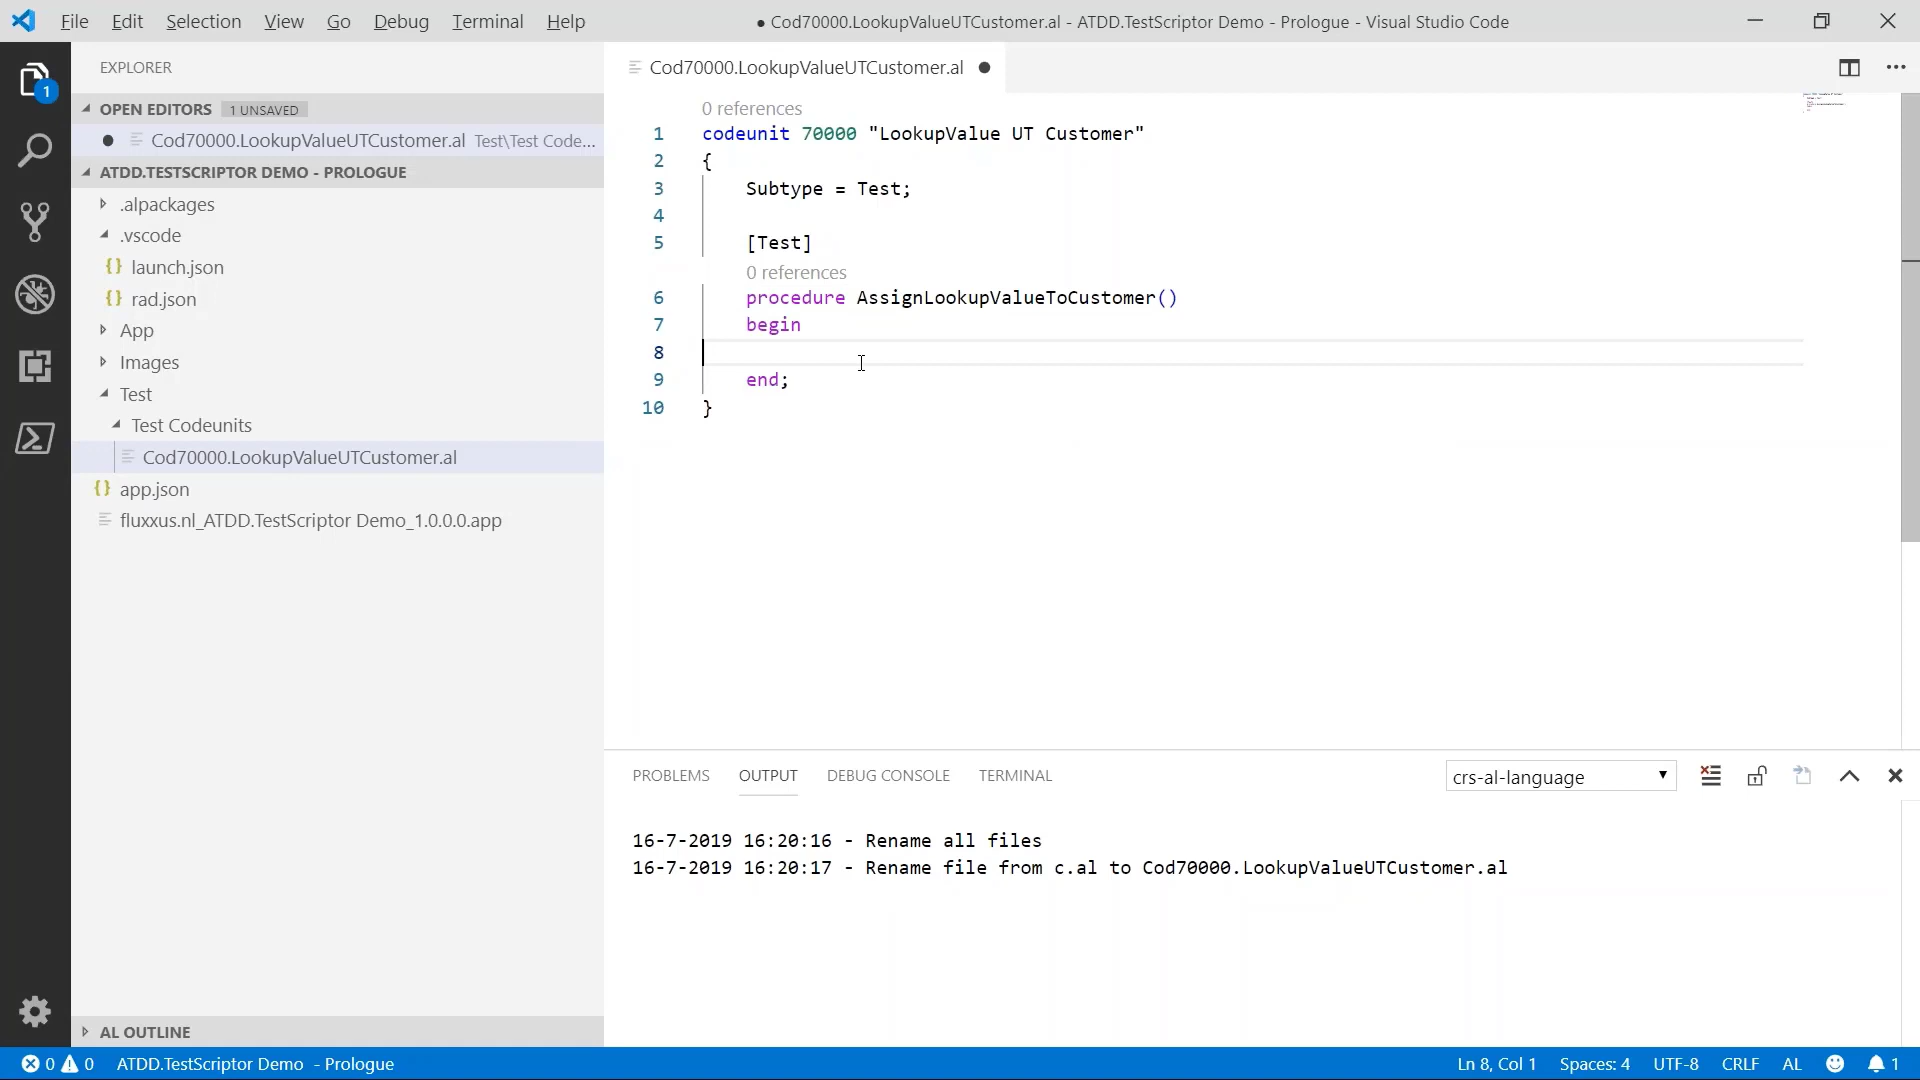 File Edit Selection View Go Debug Terminal Help
● Cod70000.LookupValueUTCustomer.al - ATDD.TestScriptor Demo - Prologue - Visual Studio Code
EXPLORER
OPEN EDITORS 1 UNSAVED
Cod70000.LookupValueUTCustomer.al Test\Test Code...
ATDD.TESTSCRIPTOR DEMO - PROLOGUE
.alpackages
.vscode
{} launch.json
{} rad.json
App
Images
Test
Test Codeunits
Cod70000.LookupValueUTCustomer.al
{} app.json
fluxxus.nl_ATDD.TestScriptor Demo_1.0.0.0.app
AL OUTLINE
1
Cod70000.LookupValueUTCustomer.al ●
0 references
1 codeunit 70000 "LookupValue UT Customer"
2 {
3 Subtype = Test;
4
5 [Test]
0 references
6 procedure AssignLookupValueToCustomer()
7 begin
8
9 end;
10 }
PROBLEMS OUTPUT DEBUG CONSOLE TERMINAL
crs-al-language
16-7-2019 16:20:16 - Rename all files
16-7-2019 16:20:17 - Rename file from c.al to Cod70000.LookupValueUTCustomer.al
0 0 ATDD.TestScriptor Demo - Prologue
Ln 8, Col 1 Spaces: 4 UTF-8 CRLF AL 1